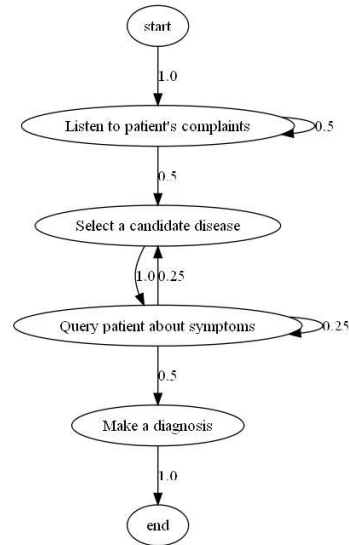 start
1.0
Listen to patient's complaints
0.5
0.5
Select a candidate disease
1.0 0.25
Query patient about symptoms
0.25
0.5
Make a diagnosis
1.0
end